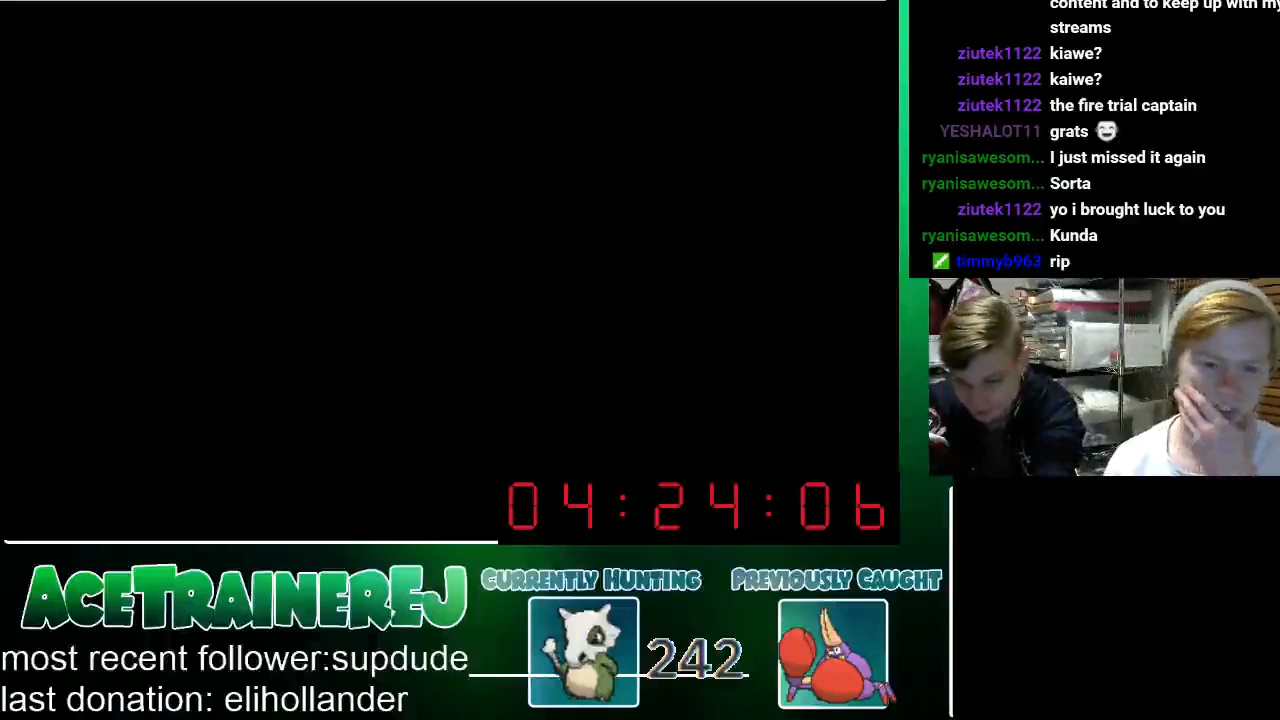 content and to keep up with my
streams
ziutek1122 kiawe?
ziutek1122 kaiwe?
ziutek1122 the fire trial captain
YESHALOT11 grats
ryanisawesom... I just missed it again
ryanisawesom... Sorta
ziutek1122 yo i brought luck to you
ryanisawesom... Kunda
timmyb963 rip
04:24:06
ACETRAINEREJ
CURRENTLY HUNTING
PREVIOUSLY CAUGHT
242
most recent follower:supdude
last donation: elihollander